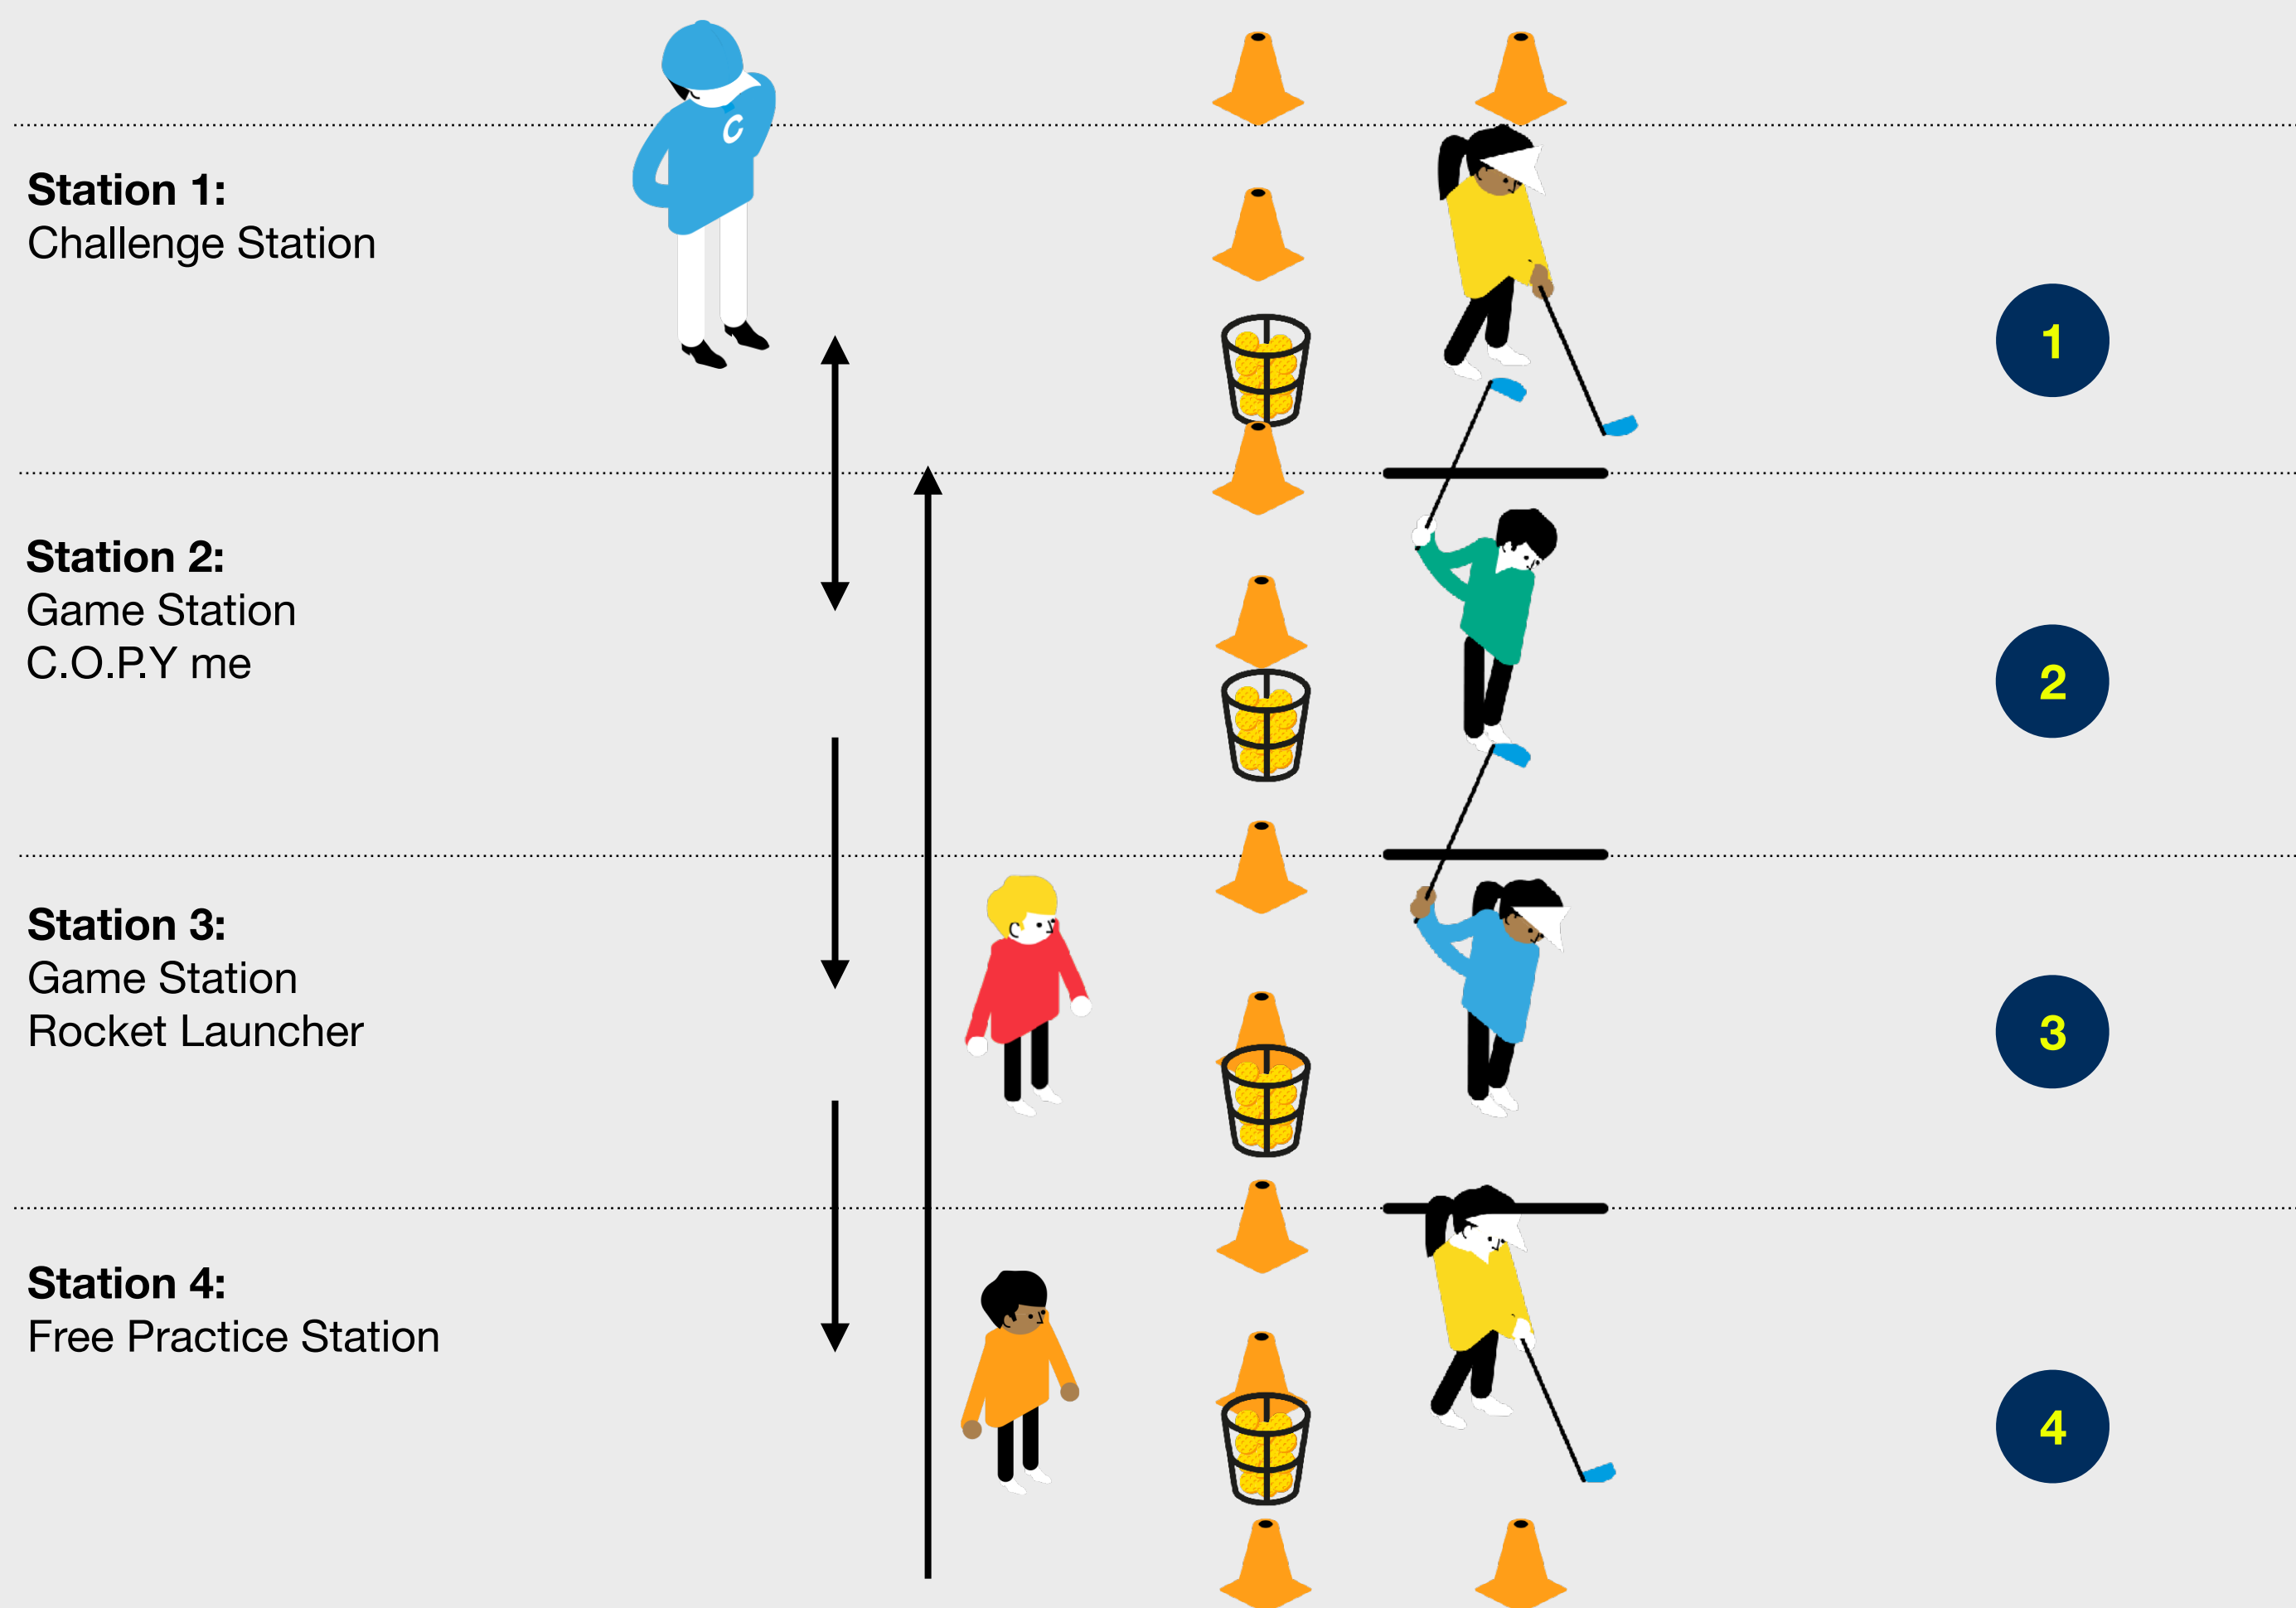 Station 1:
Challenge Station
C
1
Station 2:
Game Station
C.O.P.Y me
2
Station 3:
Game Station
Rocket Launcher
3
Station 4:
Free Practice Station
4